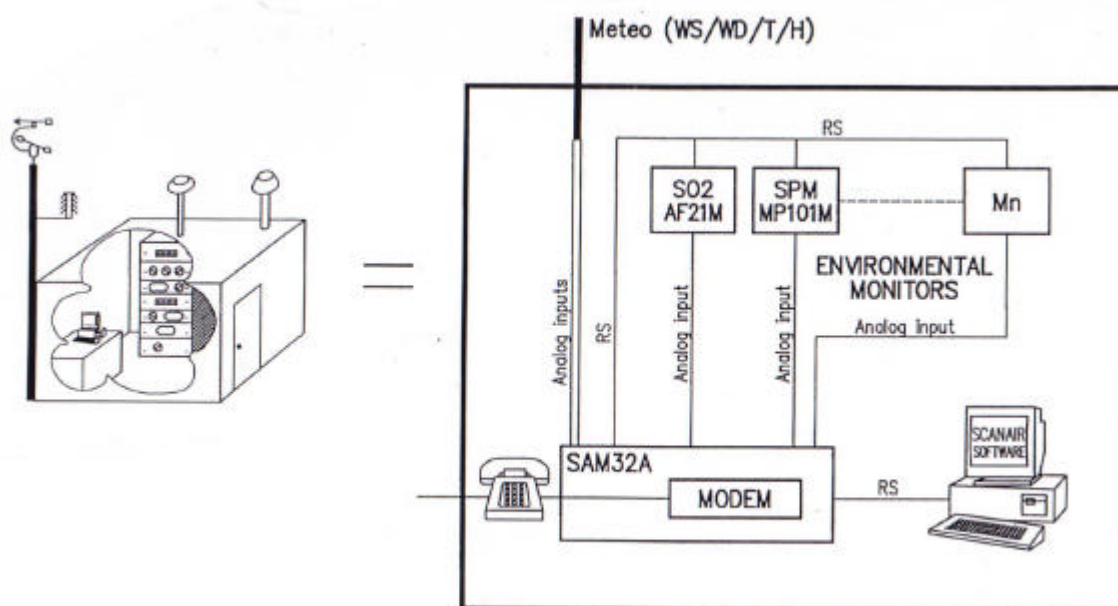 Meteo (WS/WD/T/H)
RS
SO2
AF21M
SPM
MP101M
Mn
ENVIRONMENTAL
MONITORS
Analog inputs
RS
Analog input
Analog input
Analog input
SAM32A
MODEM
RS
SCANAIR
SOFTWARE